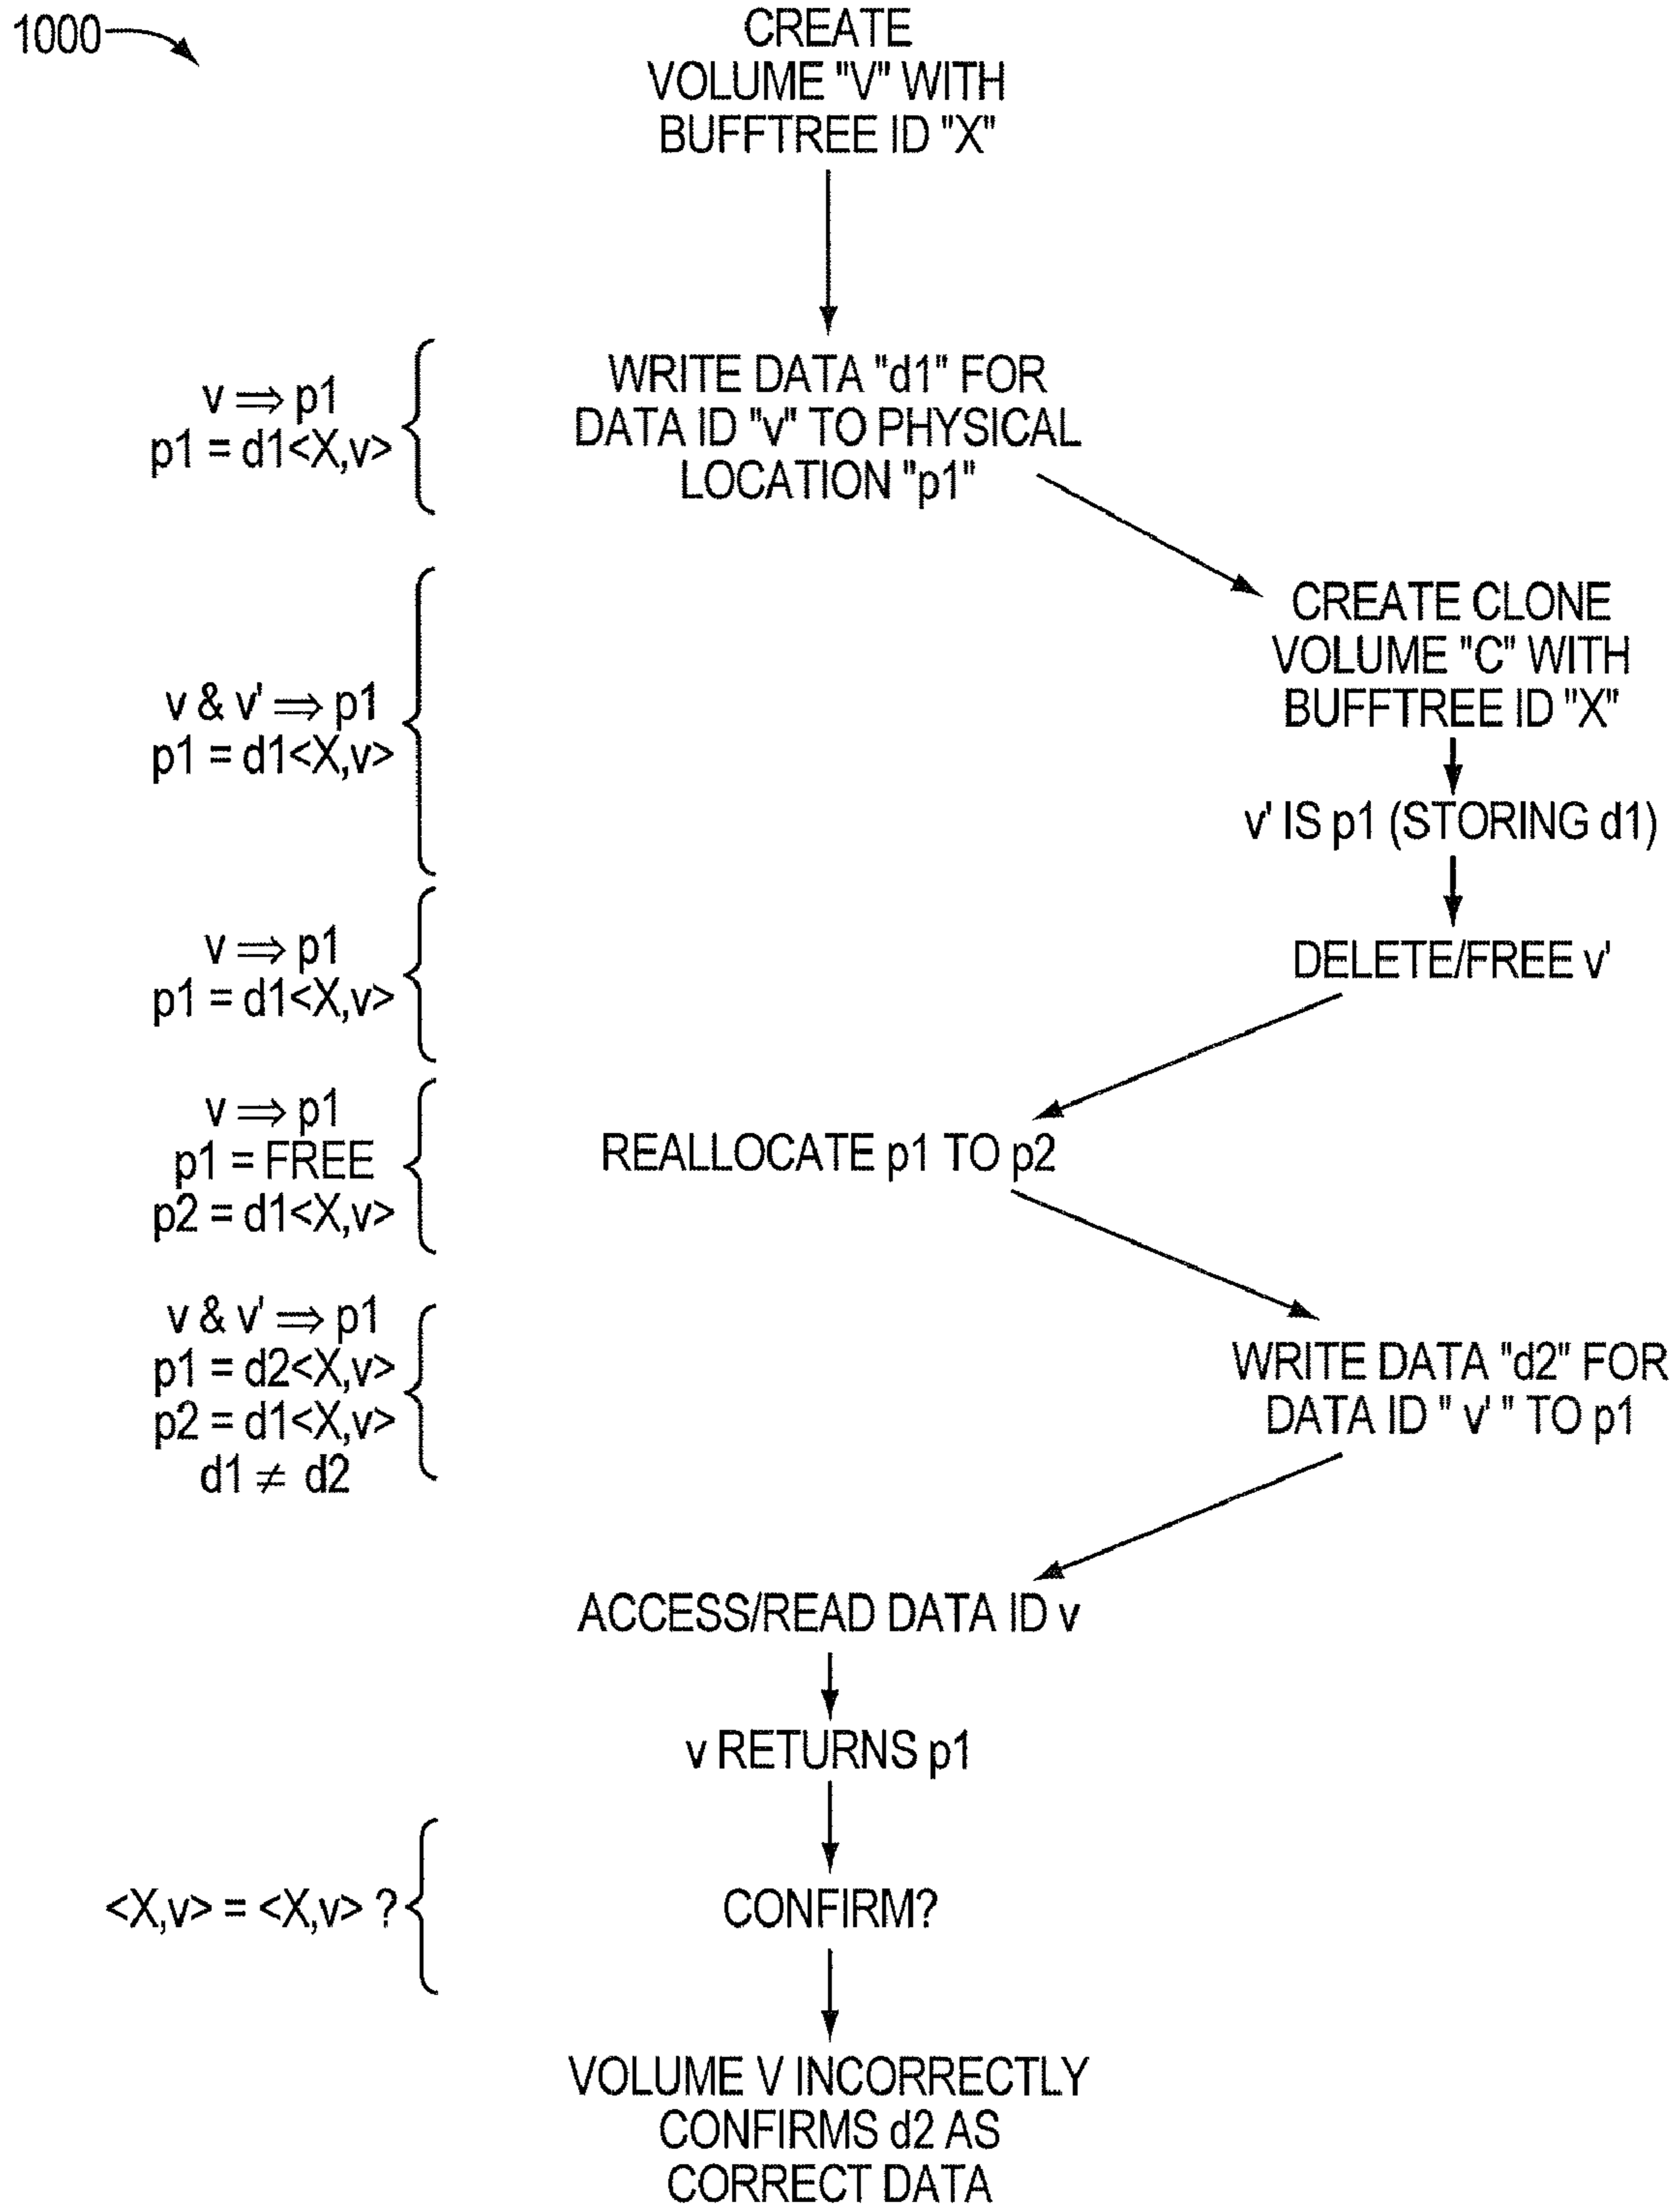 1000
CREATE
VOLUME "V" WITH
BUFFTREE ID "X"
v ⇒ p1
p1 = d1<X,v>
WRITE DATA "d1" FOR
DATA ID "v" TO PHYSICAL
LOCATION "p1"
v & v' ⇒ p1
p1 = d1<X,v>
CREATE CLONE
VOLUME "C" WITH
BUFFTREE ID "X"
v' IS p1 (STORING d1)
v ⇒ p1
p1 = d1<X,v>
DELETE/FREE v'
v ⇒ p1
p1 = FREE
p2 = d1<X,v>
REALLOCATE p1 TO p2
v & v' ⇒ p1
p1 = d2<X,v>
p2 = d1<X,v>
d1 ≠ d2
WRITE DATA "d2" FOR
DATA ID " v' " TO p1
ACCESS/READ DATA ID v
v RETURNS p1
<X,v> = <X,v> ?
CONFIRM?
VOLUME V INCORRECTLY
CONFIRMS d2 AS
CORRECT DATA